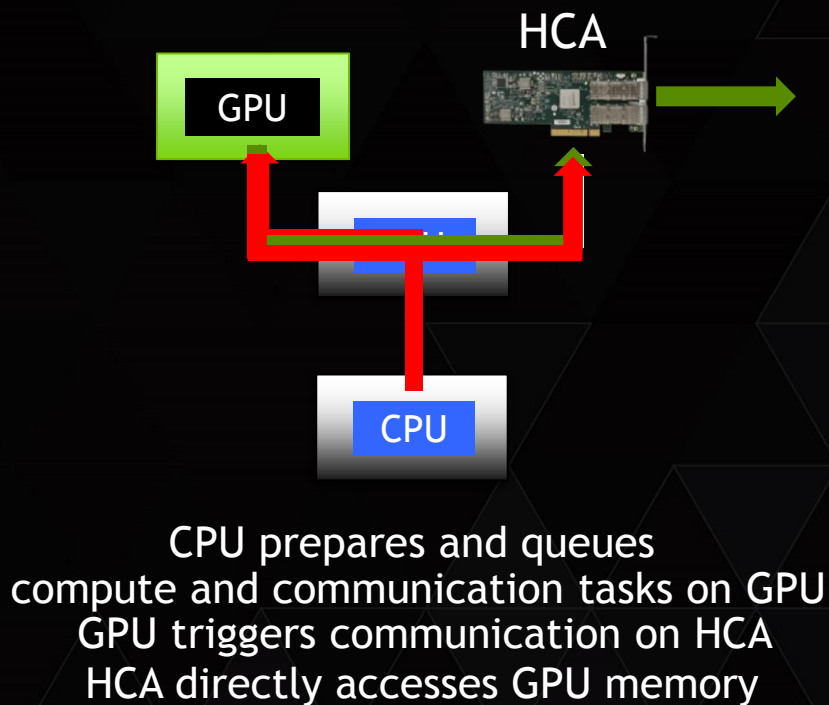 HCA
GPU
CPU
CPU prepares and queues
compute and communication tasks on GPU
GPU triggers communication on HCA
HCA directly accesses GPU memory